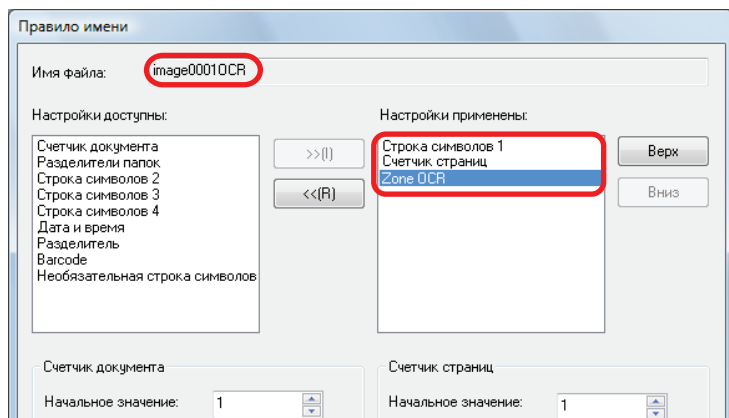 Правило имени
Имя файла: image0001OCR
Настройки доступны:
Счетчик документа
Разделители папок
Строка символов 2
Строка символов 3
Строка символов 4
Дата и время
Разделитель
Barcode
Необязательная строка символов
>>(I)
<<(R)
Настройки применены:
Строка символов 1
Счетчик страниц
Zone OCR
Верх
Вниз
Счетчик документа
Начальное значение: 1
Счетчик страниц
Начальное значение: 1